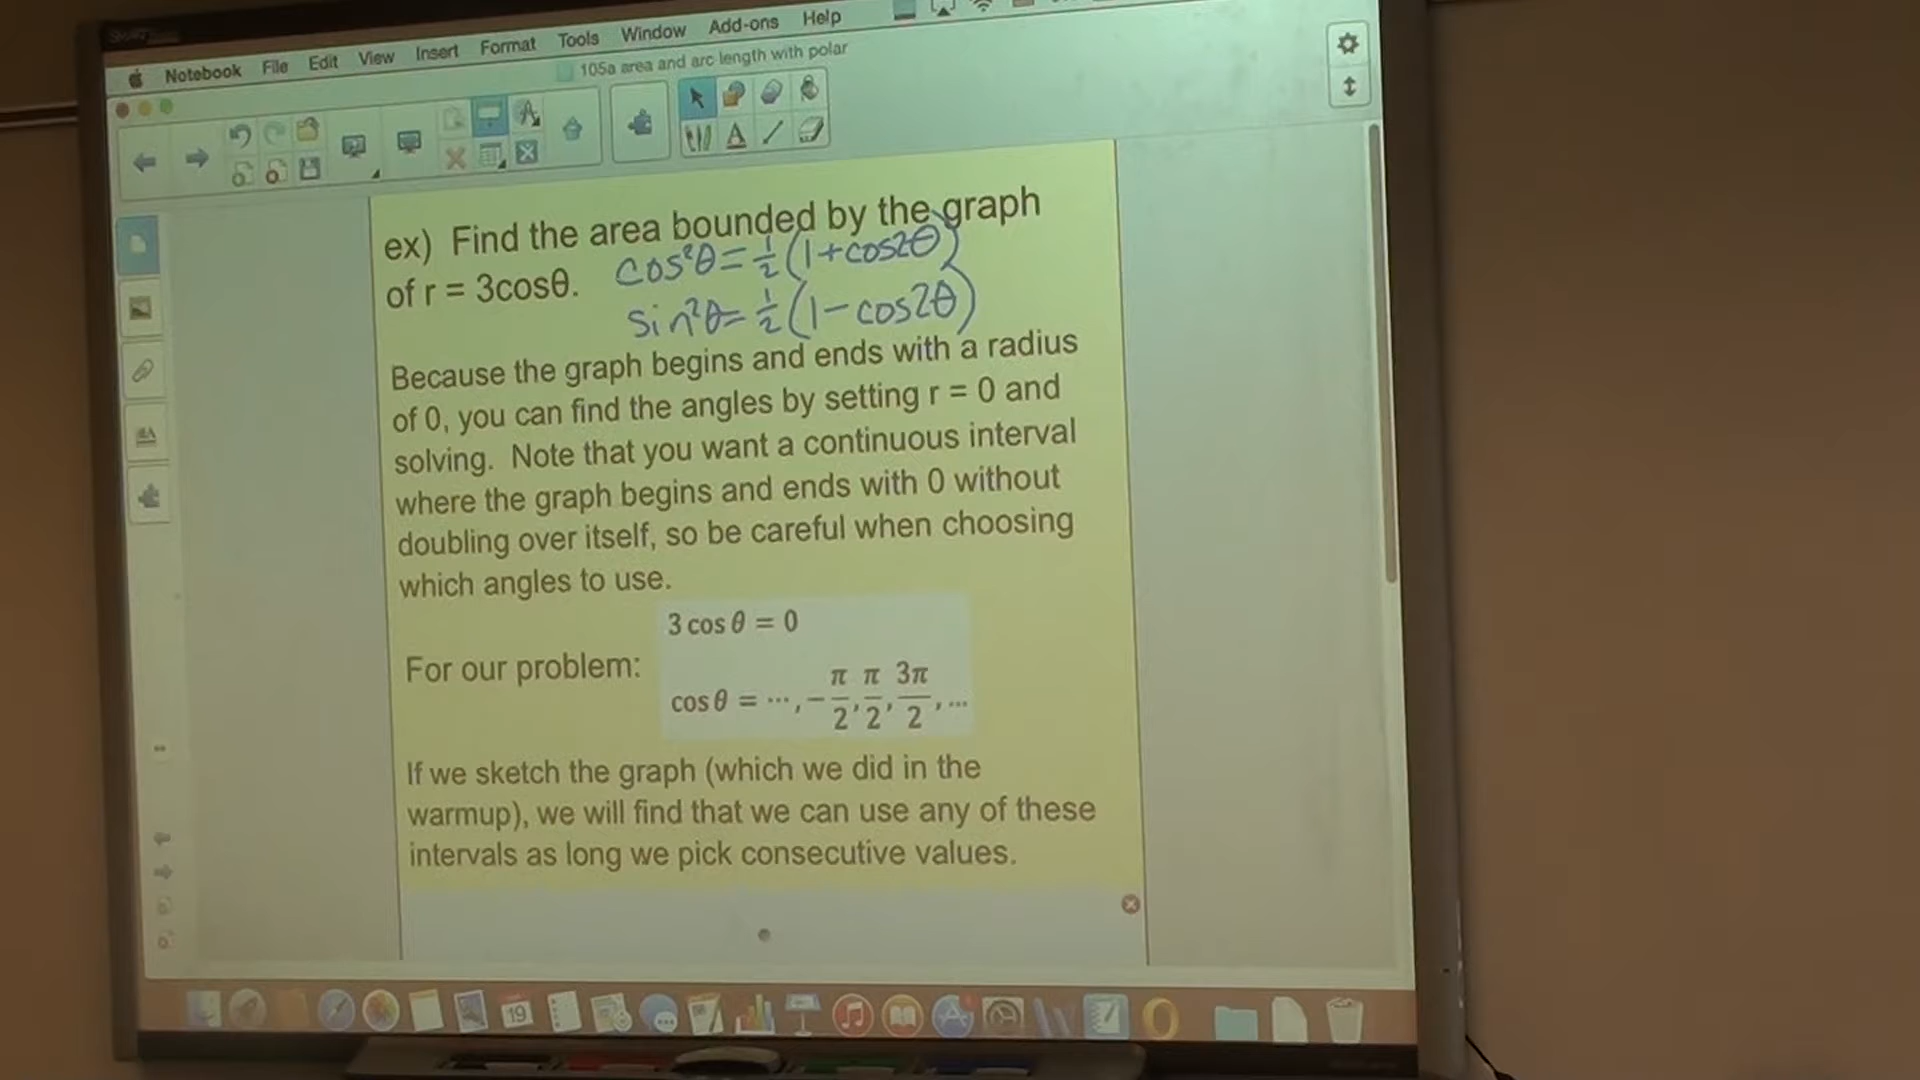 Notebook File Edit View Insert Format Tools Window Add-ons Help
105a area and arc length with polar
ex) Find the area bounded by the graph
of r = 3cosθ.
cos²θ = 1/2 (1+cos2θ)
sin²θ = 1/2 (1-cos2θ)
Because the graph begins and ends with a radius
of 0, you can find the angles by setting r = 0 and
solving. Note that you want a continuous interval
where the graph begins and ends with 0 without
doubling over itself, so be careful when choosing
which angles to use.
3 cos θ = 0
For our problem:
cos θ = ⋯, −π/2, π/2, 3π/2, …
If we sketch the graph (which we did in the
warmup), we will find that we can use any of these
intervals as long we pick consecutive values.
19